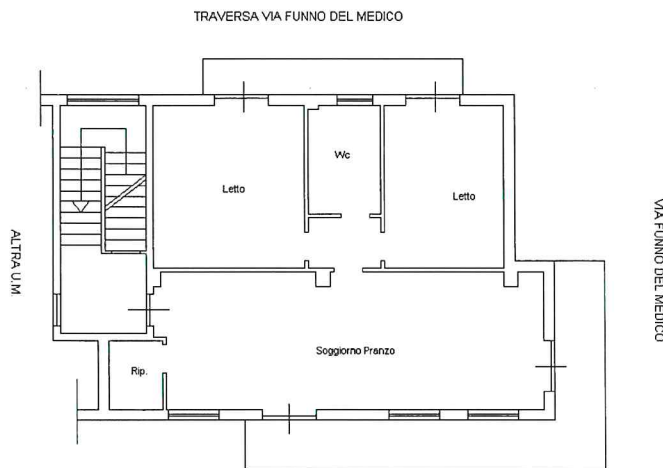 TRAVERSA VIA FUNNO DEL MEDICO
Wc
Letto
Letto
ALTRA U.M.
VIA FUNNO DEL MEDICO
Soggiorno Pranzo
Rip.